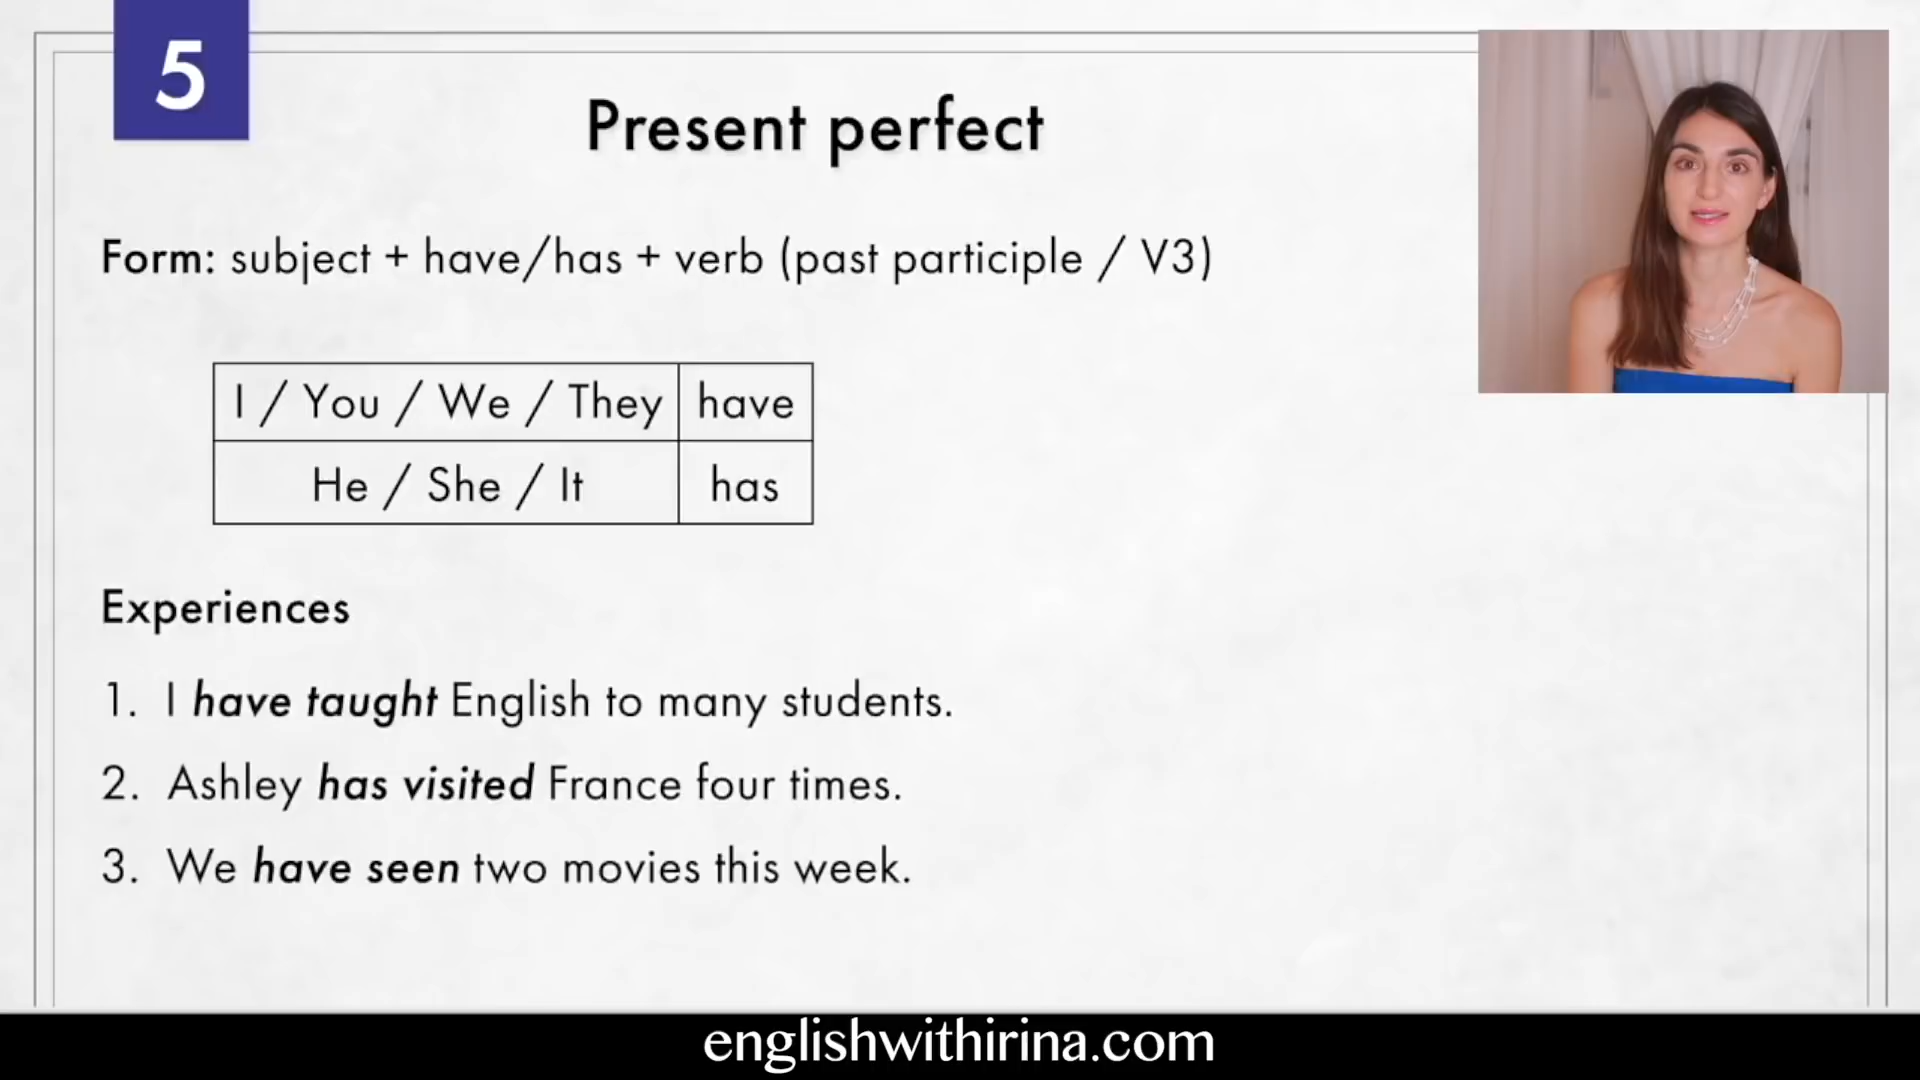 5
Present perfect
Form: subject + have/has + verb (past participle / V3)
I / You / We / They have
He / She / It has
Experiences
1. I have taught English to many students.
2. Ashley has visited France four times.
3. We have seen two movies this week.
englishwithirina.com